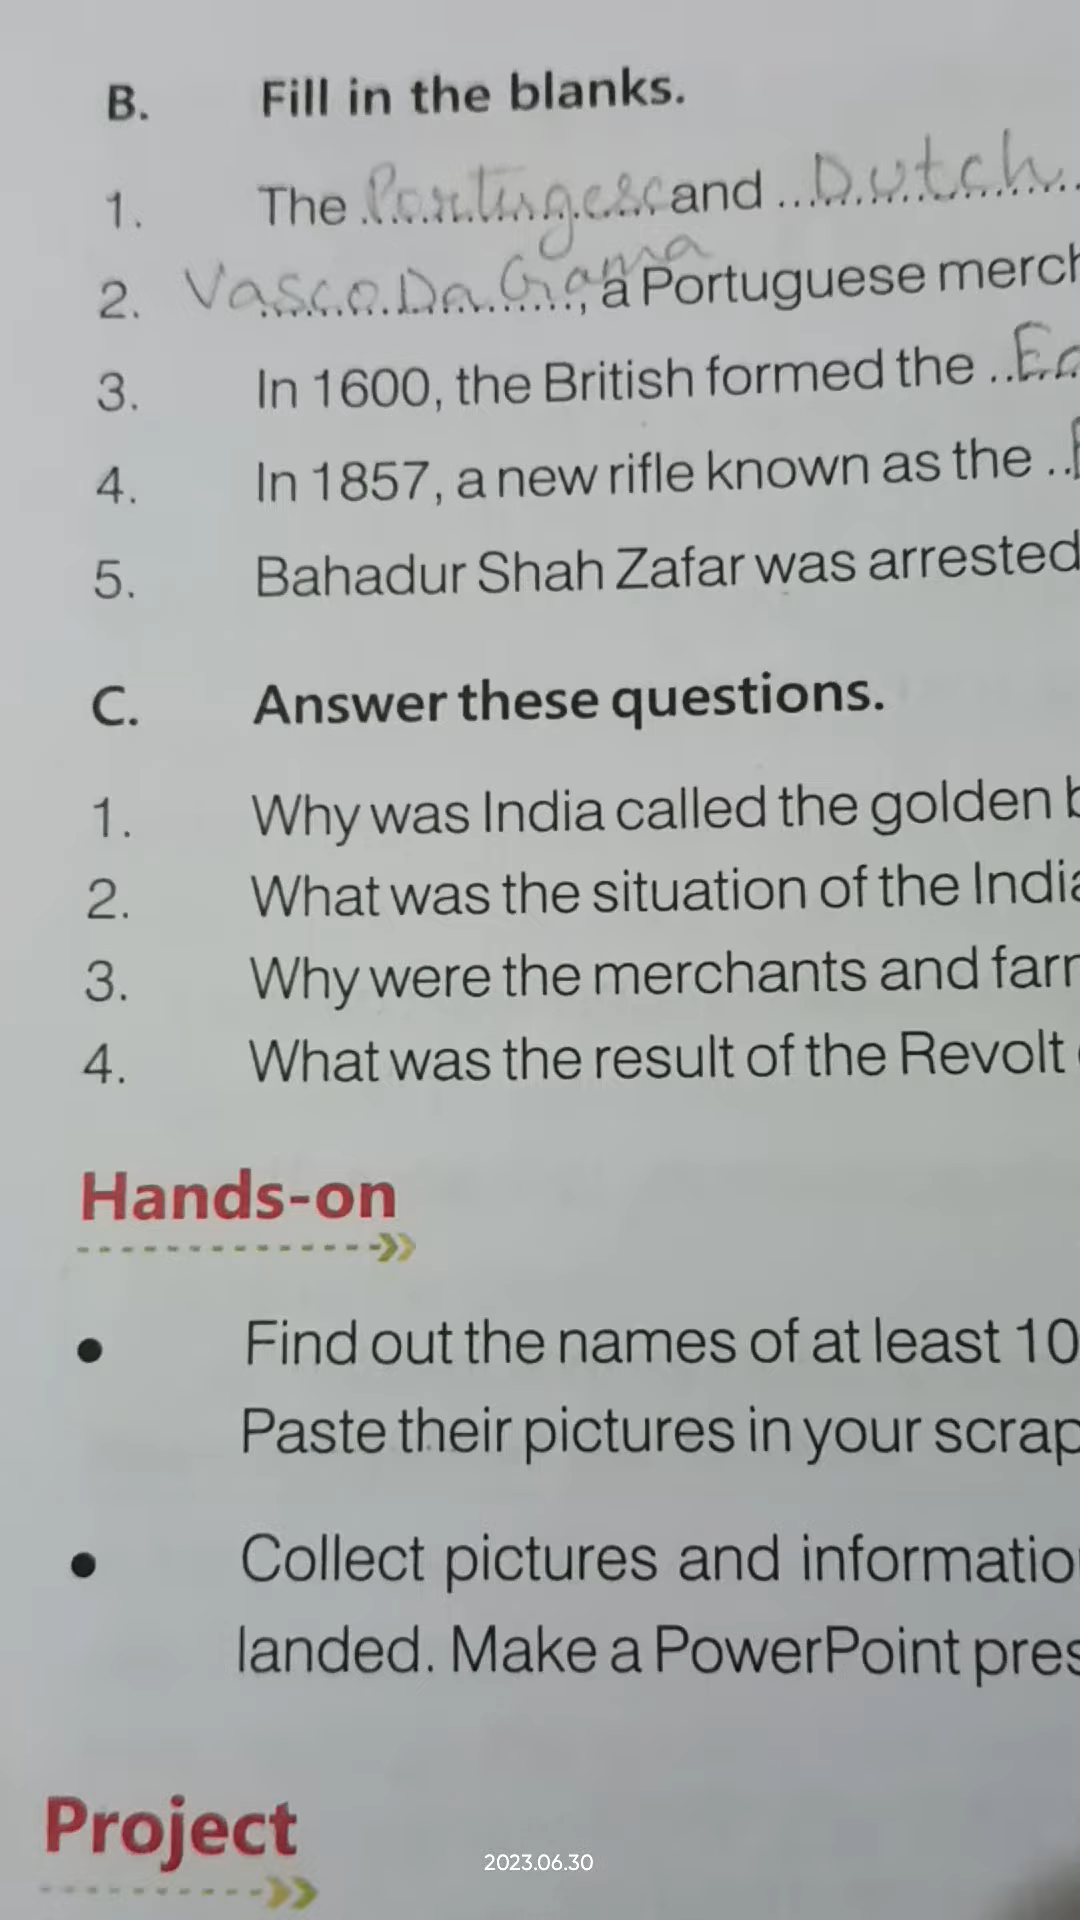 B. Fill in the blanks.
1. The Portugese and Dutch
2. Vasco Da Gama, a Portuguese merch
3. In 1600, the British formed the Ea
4. In 1857, a new rifle known as the
5. Bahadur Shah Zafar was arrested
C. Answer these questions.
1. Why was India called the golden b
2. What was the situation of the India
3. Why were the merchants and farm
4. What was the result of the Revolt
Hands-on
• Find out the names of at least 10
Paste their pictures in your scrap
• Collect pictures and informatio
landed. Make a PowerPoint pres
Project
2023.06.30